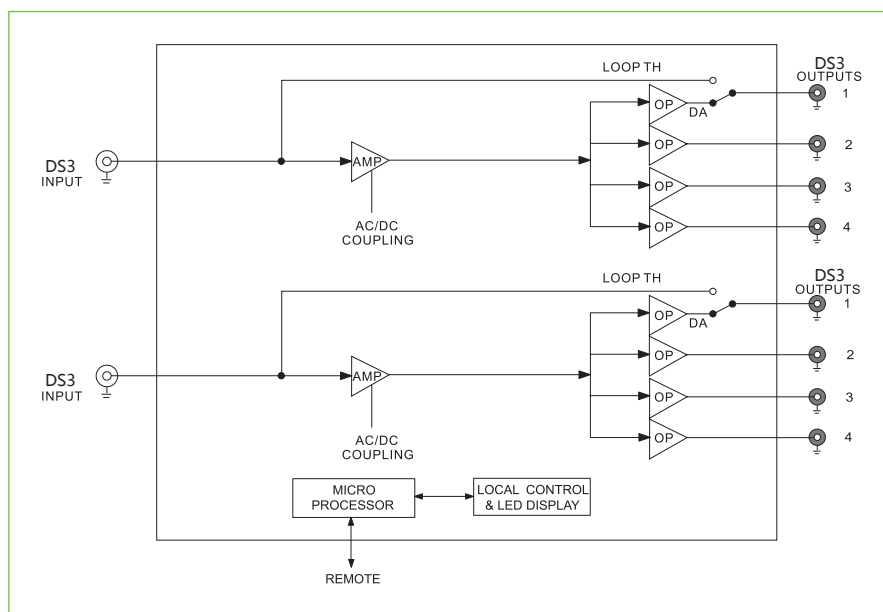 DS3
OUTPUTS
LOOP TH
1
OP
DA
OP
2
DS3
INPUT
AMP
OP
3
OP
4
AC/DC
COUPLING
DS3
OUTPUTS
LOOP TH
1
OP
DA
OP
2
DS3
INPUT
AMP
OP
3
OP
4
AC/DC
COUPLING
MICRO
PROCESSOR
LOCAL CONTROL
& LED DISPLAY
REMOTE